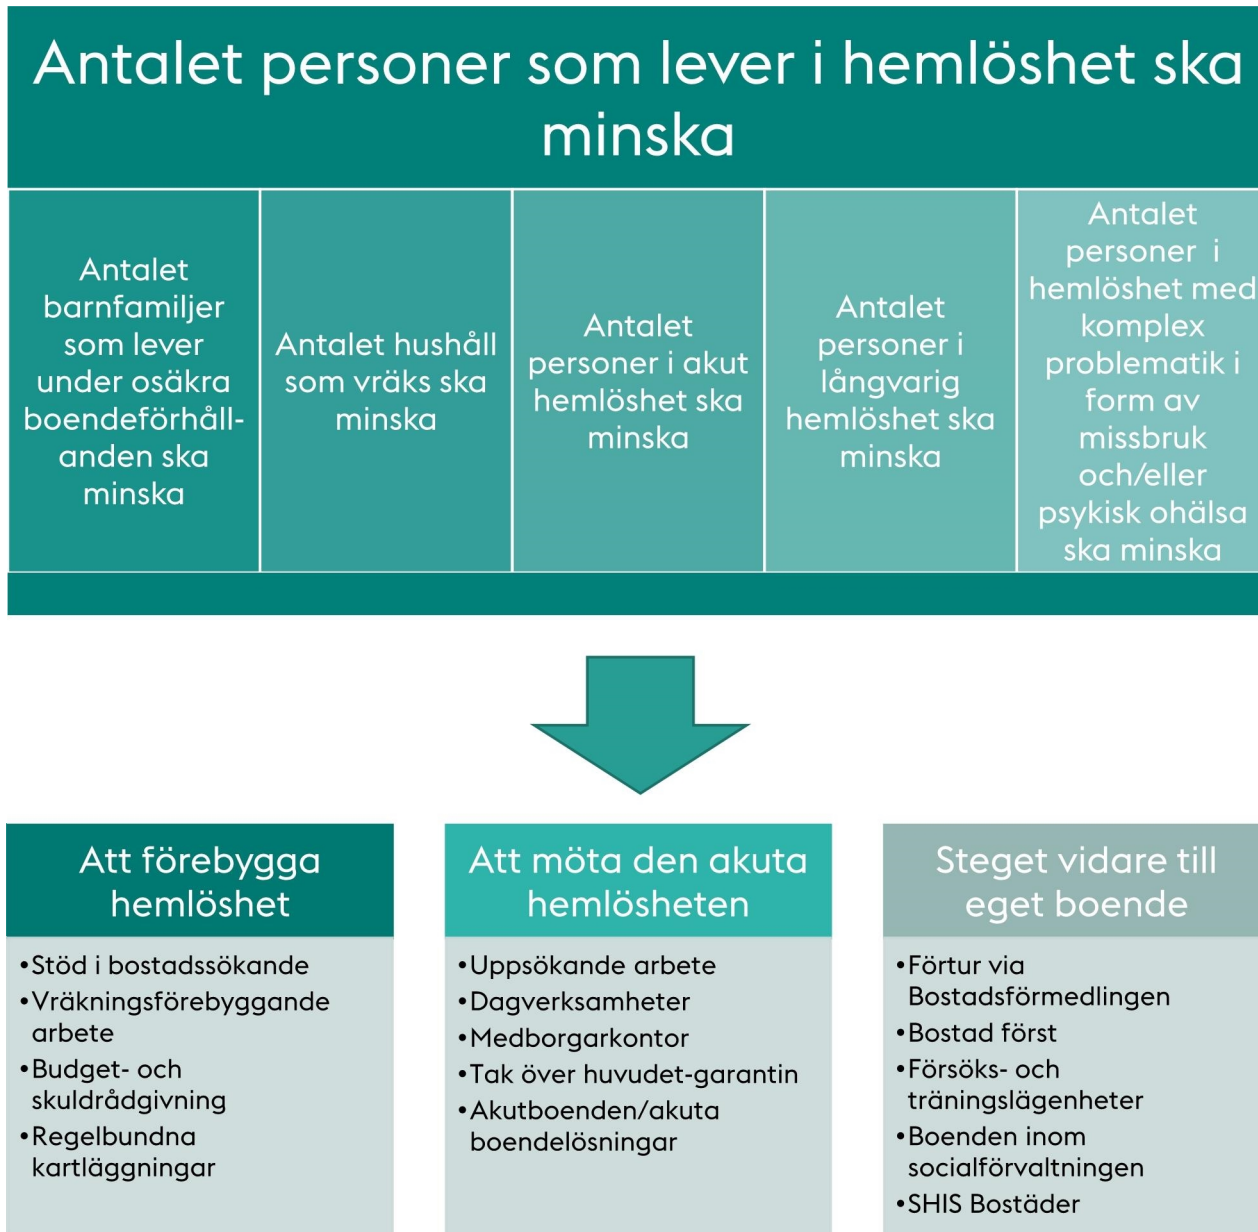 Antalet personer som lever i hemlöshet ska
minska
Antalet
barnfamiljer
som lever
under osäkra
boendeförhåll-
anden ska
minska
Antalet hushåll
som vräks ska
minska
Antalet
personer i akut
hemlöshet ska
minska
Antalet
personer i
långvarig
hemlöshet ska
minska
Antalet
personer i
hemlöshet med
komplex
problematik i
form av
missbruk
och/eller
psykisk ohälsa
ska minska
Att förebygga
hemlöshet
•Stöd i bostadssökande
•Vräkningsförebyggande
arbete
•Budget- och
skuldrådgivning
•Regelbundna
kartläggningar
Att möta den akuta
hemlösheten
•Uppsökande arbete
•Dagverksamheter
•Medborgarkontor
•Tak över huvudet-garantin
•Akutboenden/akuta
boendelösningar
Steget vidare till
eget boende
•Förtur via
Bostadsförmedlingen
•Bostad först
•Försöks- och
träningslägenheter
•Boenden inom
socialförvaltningen
•SHIS Bostäder